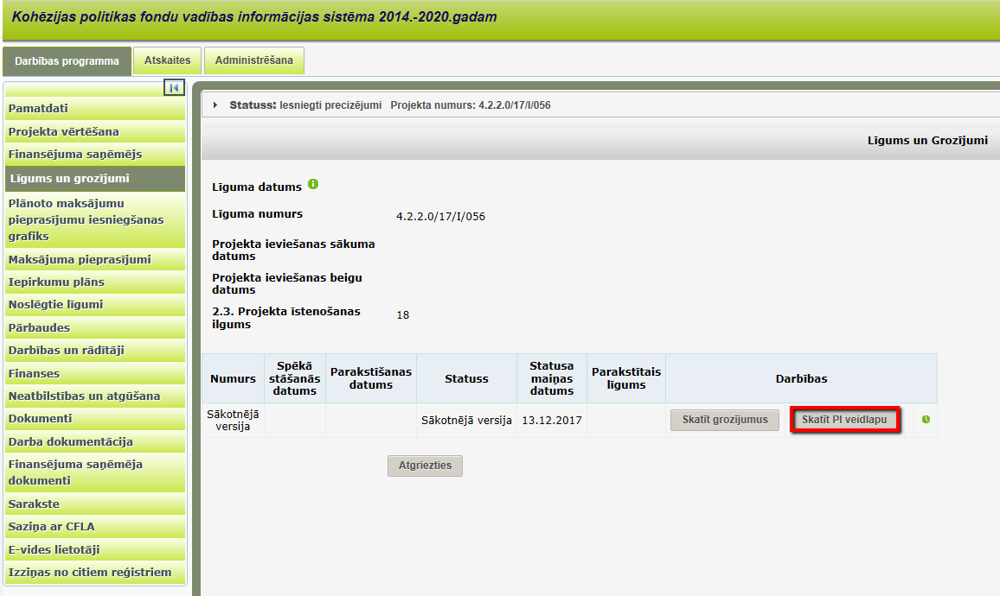 Kohēzijas politikas fondu vadības informācijas sistēma 2014.-2020.gadam
Darbības programma
Atskaites
Administrēšana
Pamatdati
Projekta vērtēšana
Finansējuma saņēmējs
Līgums un grozījumi
Plānoto maksājumu
pieprasījumu iesniegšanas
grafiks
Maksājuma pieprasījumi
Iepirkumu plāns
Noslēgtie līgumi
Pārbaudes
Darbības un rādītāji
Finanses
Neatbilstības un atgūšana
Dokumenti
Darba dokumentācija
Finansējuma saņēmēja
dokumenti
Sarakste
Saziņa ar CFLA
E-vides lietotāji
Izziņas no citiem reģistriem
Statuss: Iesniegti precizējumi Projekta numurs: 4.2.2.0/17/I/056
Līgums un Grozījumi
Līguma datums
Līguma numurs 4.2.2.0/17/I/056
Projekta ieviešanas sākuma
datums
Projekta ieviešanas beigu
datums
2.3. Projekta īstenošanas
ilgums
18
Numurs
Spēkā
stāšanās
datums
Parakstīšanas
datums
Statuss
Statusa
maiņas
datums
Parakstītais
līgums
Darbības
Sākotnējā
versija
Sākotnējā versija
13.12.2017
Skatīt grozījumus
Skatīt PI veidlapu
Atgriezties